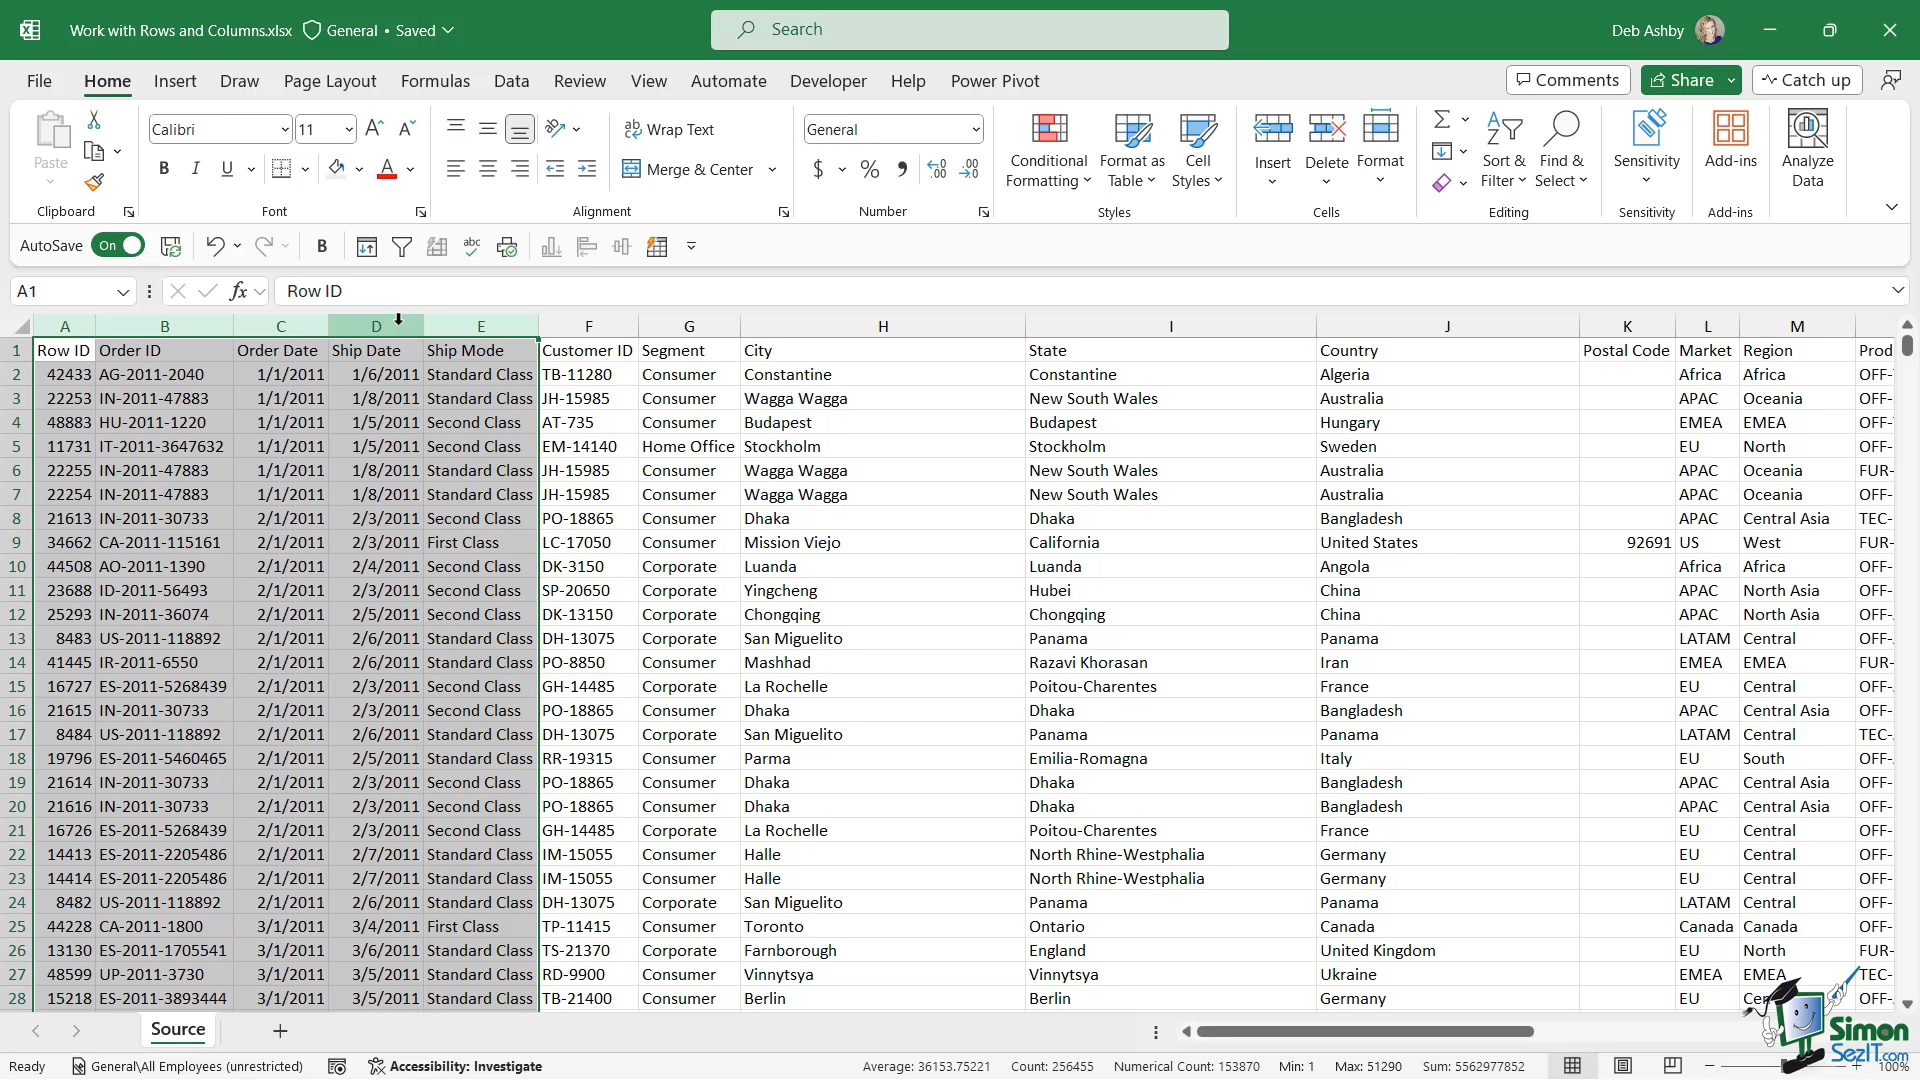 Work with Rows and Columns.xlsx General • Saved Search Deb Ashby
File Home Insert Draw Page Layout Formulas Data Review View Automate Developer Help Power Pivot Comments Share Catch up
Paste Calibri 11 B I U Wrap Text Merge & Center General $ % Conditional Formatting Format as Table Cell Styles Insert Delete Format Sort & Filter Find & Select Sensitivity Add-ins Analyze Data
Clipboard Font Alignment Number Styles Cells Editing Sensitivity Add-ins
AutoSave On B abc
A1 fx Row ID
A B C D E F G H I J K L M
1 Row ID Order ID Order Date Ship Date Ship Mode Customer ID Segment City State Country Postal Code Market Region Prod
2 42433 AG-2011-2040 1/1/2011 1/6/2011 Standard Class TB-11280 Consumer Constantine Constantine Algeria Africa Africa OFF-
3 22253 IN-2011-47883 1/1/2011 1/8/2011 Standard Class JH-15985 Consumer Wagga Wagga New South Wales Australia APAC Oceania OFF-
4 48883 HU-2011-1220 1/1/2011 1/5/2011 Second Class AT-735 Consumer Budapest Budapest Hungary EMEA EMEA OFF-
5 11731 IT-2011-3647632 1/1/2011 1/5/2011 Second Class EM-14140 Home Office Stockholm Stockholm Sweden EU North OFF-
6 22255 IN-2011-47883 1/1/2011 1/8/2011 Standard Class JH-15985 Consumer Wagga Wagga New South Wales Australia APAC Oceania FUR-
7 22254 IN-2011-47883 1/1/2011 1/8/2011 Standard Class JH-15985 Consumer Wagga Wagga New South Wales Australia APAC Oceania OFF-
8 21613 IN-2011-30733 2/1/2011 2/3/2011 Second Class PO-18865 Consumer Dhaka Dhaka Bangladesh APAC Central Asia TEC-
9 34662 CA-2011-115161 2/1/2011 2/3/2011 First Class LC-17050 Consumer Mission Viejo California United States 92691 US West FUR-
10 44508 AO-2011-1390 2/1/2011 2/4/2011 Second Class DK-3150 Corporate Luanda Luanda Angola Africa Africa OFF-
11 23688 ID-2011-56493 2/1/2011 2/3/2011 Second Class SP-20650 Corporate Yingcheng Hubei China APAC North Asia OFF-
12 25293 IN-2011-36074 2/1/2011 2/5/2011 Second Class DK-13150 Corporate Chongqing Chongqing China APAC North Asia OFF-
13 8483 US-2011-118892 2/1/2011 2/6/2011 Standard Class DH-13075 Corporate San Miguelito Panama Panama LATAM Central OFF-
14 41445 IR-2011-6550 2/1/2011 2/6/2011 Standard Class PO-8850 Consumer Mashhad Razavi Khorasan Iran EMEA EMEA FUR-
15 16727 ES-2011-5268439 2/1/2011 2/3/2011 Second Class GH-14485 Corporate La Rochelle Poitou-Charentes France EU Central OFF-
16 21615 IN-2011-30733 2/1/2011 2/3/2011 Second Class PO-18865 Consumer Dhaka Dhaka Bangladesh APAC Central Asia OFF-
17 8484 US-2011-118892 2/1/2011 2/6/2011 Standard Class DH-13075 Corporate San Miguelito Panama Panama LATAM Central TEC-
18 19796 ES-2011-5460465 2/1/2011 2/5/2011 Standard Class RR-19315 Consumer Parma Emilia-Romagna Italy EU South OFF-
19 21614 IN-2011-30733 2/1/2011 2/3/2011 Second Class PO-18865 Consumer Dhaka Dhaka Bangladesh APAC Central Asia OFF-
20 21616 IN-2011-30733 2/1/2011 2/3/2011 Second Class PO-18865 Consumer Dhaka Dhaka Bangladesh APAC Central Asia OFF-
21 16726 ES-2011-5268439 2/1/2011 2/3/2011 Second Class GH-14485 Corporate La Rochelle Poitou-Charentes France EU Central OFF-
22 14413 ES-2011-2205486 2/1/2011 2/7/2011 Standard Class IM-15055 Consumer Halle North Rhine-Westphalia Germany EU Central OFF-
23 14414 ES-2011-2205486 2/1/2011 2/7/2011 Standard Class IM-15055 Consumer Halle North Rhine-Westphalia Germany EU Central OFF-
24 8482 US-2011-118892 2/1/2011 2/6/2011 Standard Class DH-13075 Corporate San Miguelito Panama Panama LATAM Central OFF-
25 44228 CA-2011-1800 3/1/2011 3/4/2011 First Class TP-11415 Consumer Toronto Ontario Canada Canada Canada OFF-
26 13130 ES-2011-1705541 3/1/2011 3/6/2011 Standard Class TS-21370 Corporate Farnborough England United Kingdom EU North FUR-
27 48599 UP-2011-3730 3/1/2011 3/5/2011 Standard Class RD-9900 Consumer Vinnytsya Vinnytsya Ukraine EMEA EMEA TEC-
28 15218 ES-2011-3893444 3/1/2011 3/5/2011 Standard Class TB-21400 Consumer Berlin Berlin Germany EU OFF-
Source
Simon SezIT.com
Ready General\All Employees (unrestricted) Accessibility: Investigate Average: 36153.75221 Count: 256455 Numerical Count: 153870 Min: 1 Max: 51290 Sum: 5562977852 100%